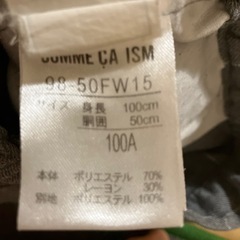 COMME ÇA ISM
98-50FW15
サイズ 身長 100cm
胴囲 50cm
100A
本体 ポリエステル 70%
レーヨン 30%
別地 ポリエステル 100%